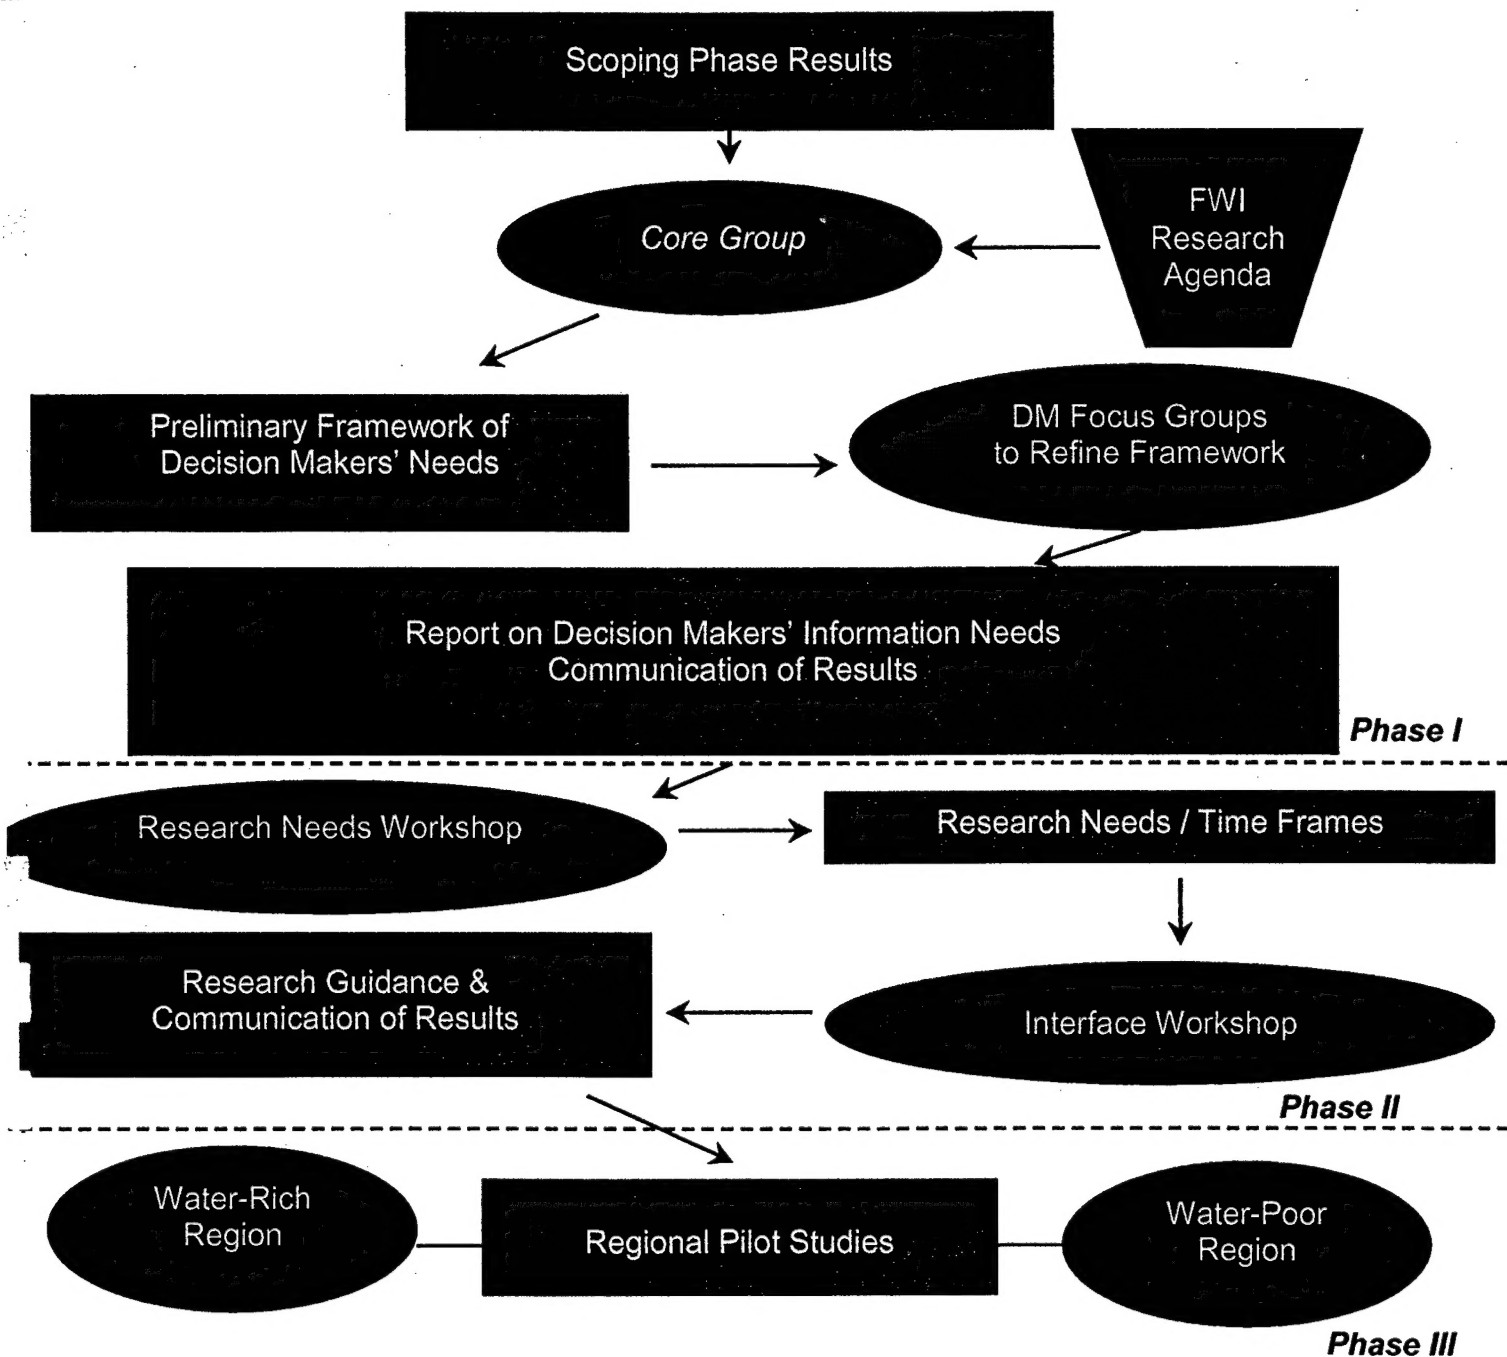 Scoping Phase Results
Core Group
FWI
Research
Agenda
Preliminary Framework of
Decision Makers' Needs
DM Focus Groups
to Refine Framework
Report on Decision Makers' Information Needs
Communication of Results
Phase I
Research Needs Workshop
Research Needs / Time Frames
Research Guidance &
Communication of Results
Interface Workshop
Phase II
Water-Rich
Region
Regional Pilot Studies
Water-Poor
Region
Phase III